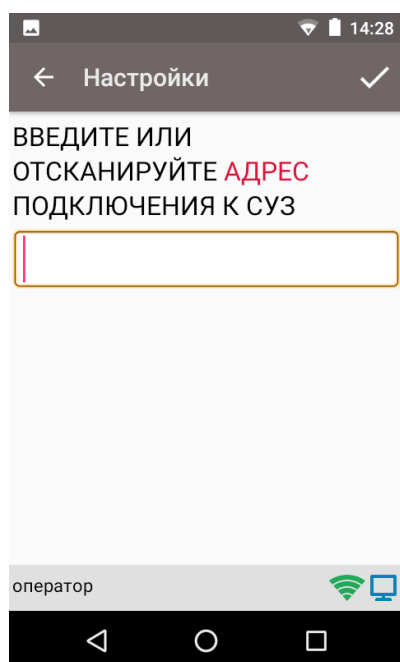 14:28
Настройки
ВВЕДИТЕ ИЛИ
ОТСКАНИРУЙТЕ АДРЕС
ПОДКЛЮЧЕНИЯ К СУЗ
оператор